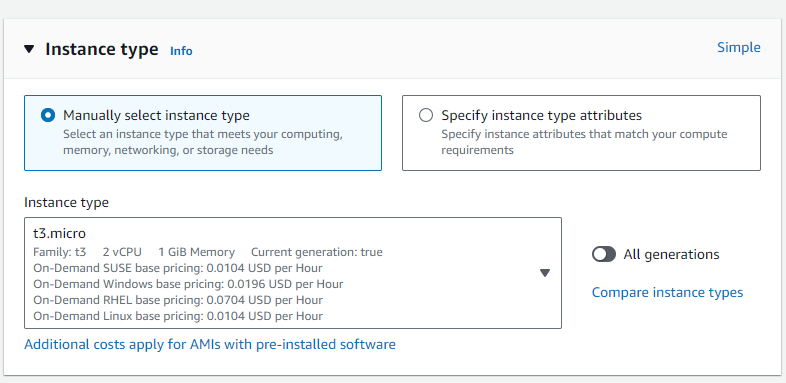 Instance type Info
Simple
Manually select instance type
Select an instance type that meets your computing,
memory, networking, or storage needs
Specify instance type attributes
Specify instance attributes that match your compute
requirements
Instance type
t3.micro
Family: t3 2 vCPU 1 GiB Memory Current generation: true
On-Demand SUSE base pricing: 0.0104 USD per Hour
On-Demand Windows base pricing: 0.0196 USD per Hour
On-Demand RHEL base pricing: 0.0704 USD per Hour
On-Demand Linux base pricing: 0.0104 USD per Hour
All generations
Compare instance types
Additional costs apply for AMIs with pre-installed software